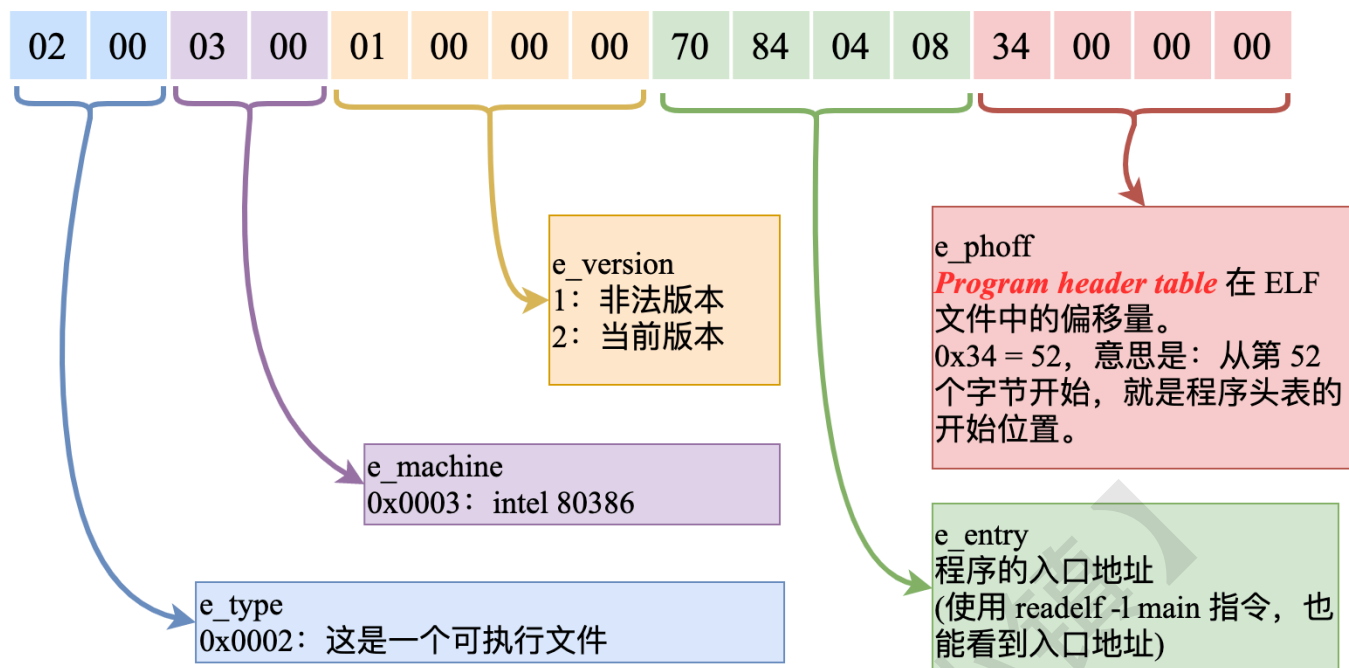 02 00 03 00 01 00 00 00 70 84 04 08 34 00 00 00
e_phoff
Program header table 在 ELF
文件中的偏移量。
0x34 = 52，意思是：从第 52
个字节开始，就是程序头表的
开始位置。
e_version
1：非法版本
2：当前版本
e_machine
0x0003：intel 80386
e_entry
程序的入口地址
(使用 readelf -l main 指令，也
能看到入口地址)
e_type
0x0002：这是一个可执行文件